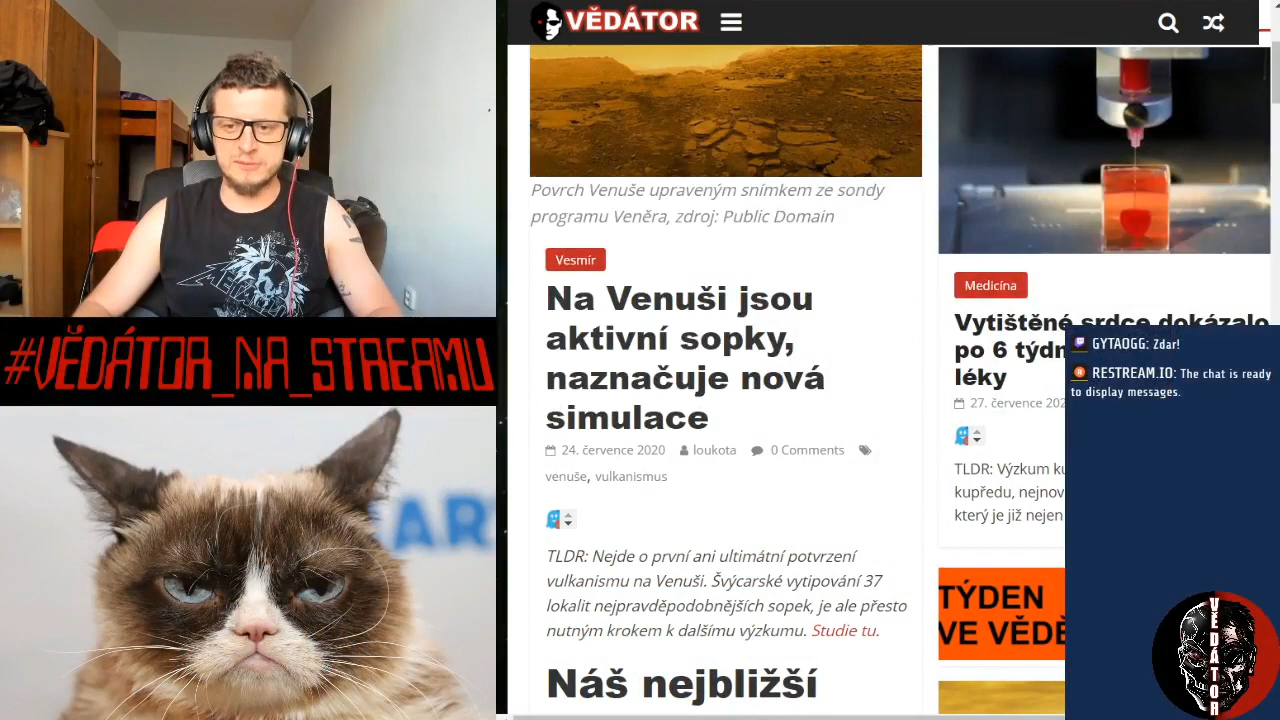 VĚDÁTOR
Povrch Venuše upraveným snímkem ze sondy
programu Veněra, zdroj: Public Domain
Vesmír
Na Venuši jsou
aktivní sopky,
naznačuje nová
simulace
24. července 2020 loukota 0 Comments
venuše, vulkanismus
TLDR: Nejde o první ani ultimátní potvrzení
vulkanismu na Venuši. Švýcarské vytipování 37
lokalit nejpravděpodobnějších sopek, je ale přesto
nutným krokem k dalšímu výzkumu. Studie tu.
Náš nejbližší
Medicína
Vytištěné srdce dokázalo
po 6 týdn
léky
27. července 202
TLDR: Výzkum ku
kupředu, nejnov
který je již nejen
TÝDEN
VE VĚDĚ
GYTAOGG: Zdar!
RESTREAM.IO: The chat is ready
to display messages.
VĚDÁTOR
#VĚDÁTOR_NA_STREAMU
EAR